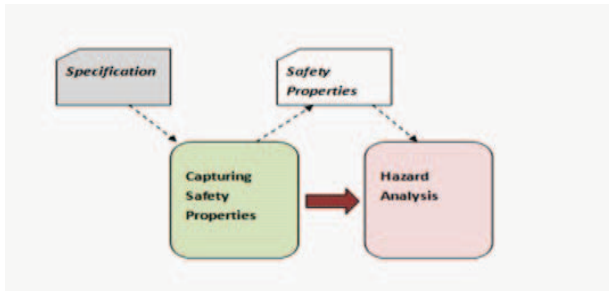 Specification
Safety
Properties
Capturing
Safety
Properties
Hazard
Analysis